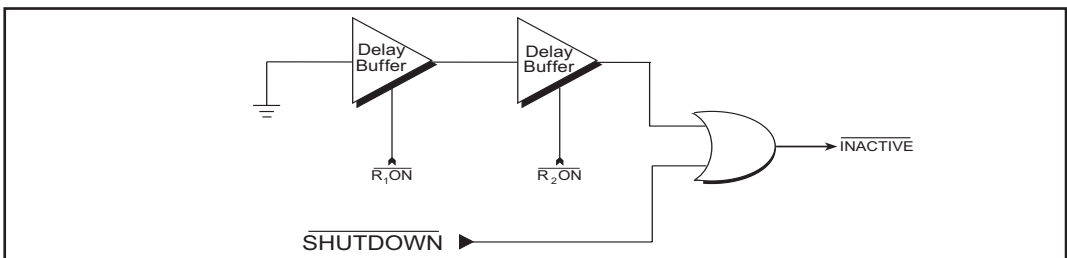 Delay
Buffer
Delay
Buffer
R₁ON
R₂ON
INACTIVE
SHUTDOWN